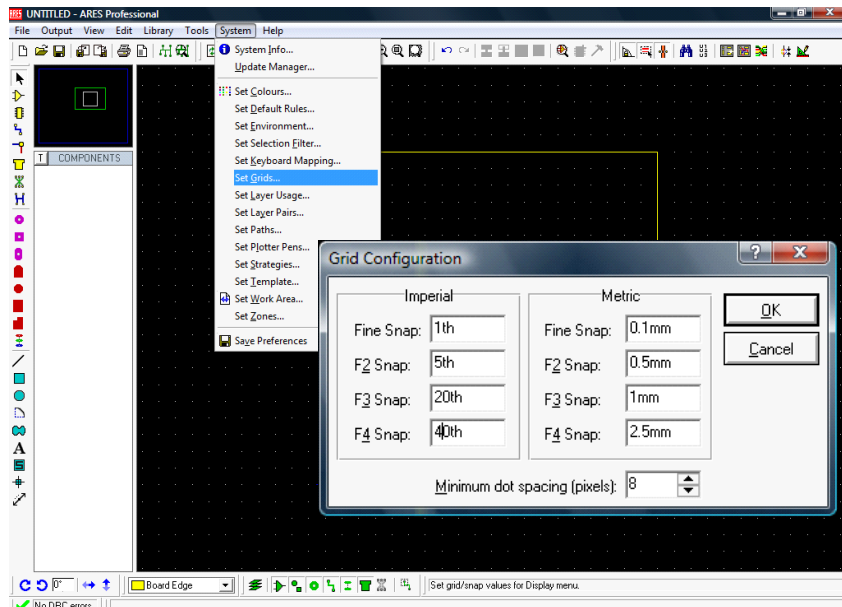 UNTITLED - ARES Professional
File Output View Edit Library Tools System Help
System Info...
Update Manager...
Set Colours...
Set Default Rules...
Set Environment...
Set Selection Filter...
Set Keyboard Mapping...
Set Grids...
Set Layer Usage...
Set Layer Pairs...
Set Paths...
Set Plotter Pens...
Set Strategies...
Set Template...
Set Work Area...
Set Zones...
Save Preferences
T COMPONENTS
Grid Configuration
Imperial
Fine Snap: 1th
F2 Snap: 5th
F3 Snap: 20th
F4 Snap: 40th
Metric
Fine Snap: 0.1mm
F2 Snap: 0.5mm
F3 Snap: 1mm
F4 Snap: 2.5mm
OK
Cancel
Minimum dot spacing (pixels): 8
0° Board Edge Set grid/snap values for Display menu.
No DRC errors